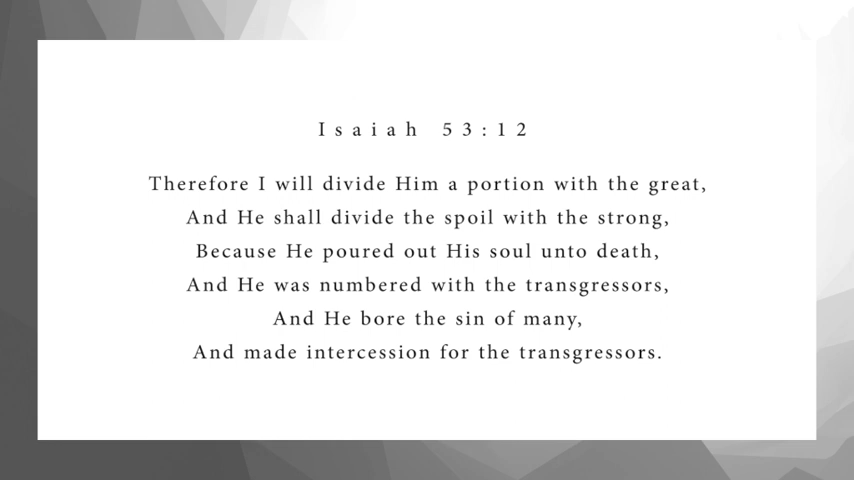 Isaiah 53:12
Therefore I will divide Him a portion with the great,
And He shall divide the spoil with the strong,
Because He poured out His soul unto death,
And He was numbered with the transgressors,
And He bore the sin of many,
And made intercession for the transgressors.